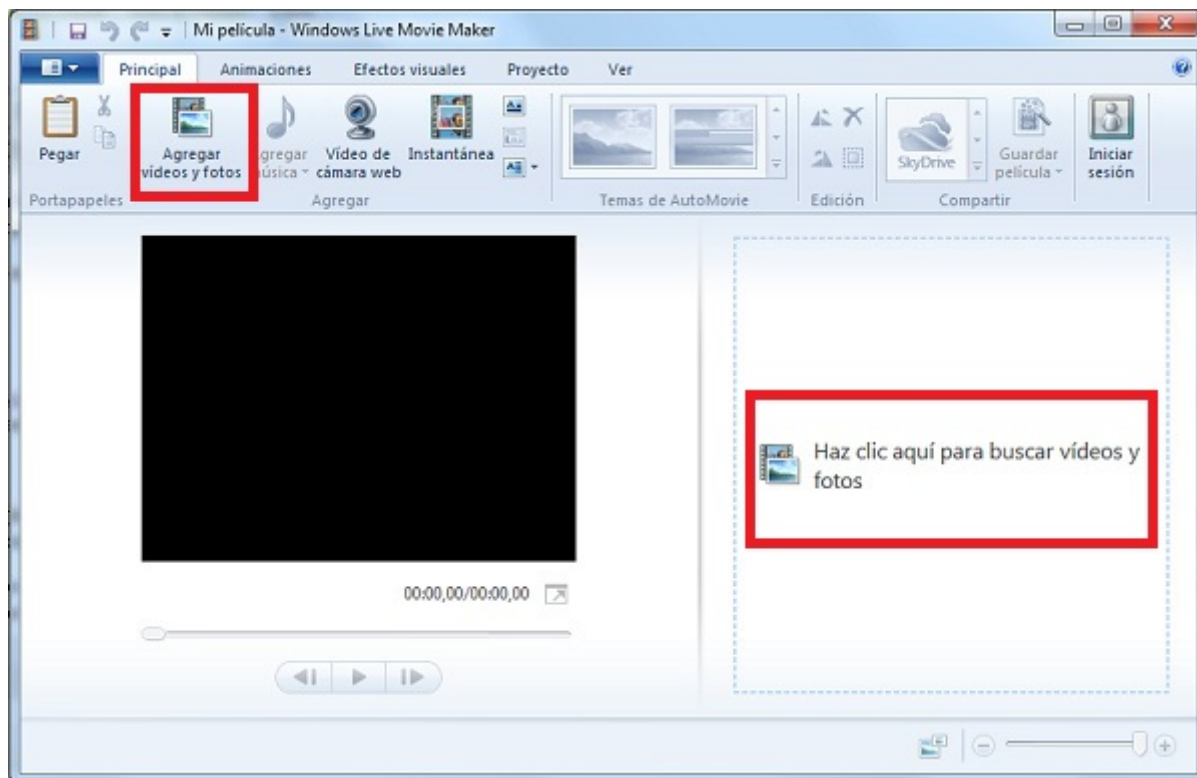 Mi película - Windows Live Movie Maker
Principal Animaciones Efectos visuales Proyecto Ver
Pegar
Agregar
vídeos y fotos
Vídeo de
cámara web
Instantánea
SkyDrive
Guardar
película
Iniciar
sesión
Portapapeles Agregar Temas de AutoMovie Edición Compartir
Haz clic aquí para buscar vídeos y
fotos
00:00,00/00:00,00